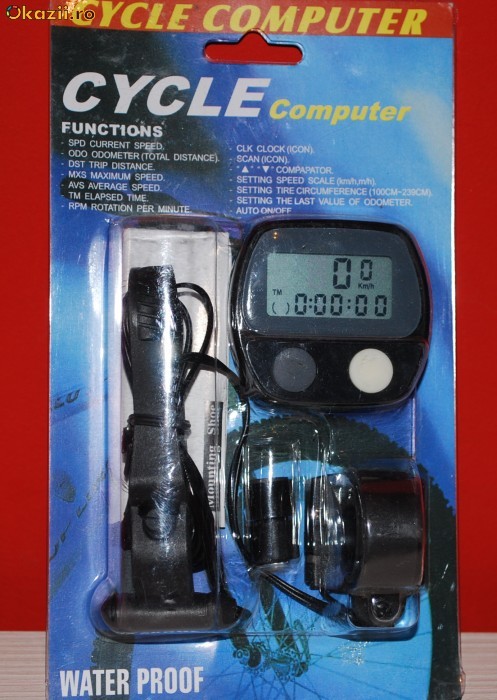 Okazii.ro
CYCLE COMPUTER
CYCLE Computer
FUNCTIONS
- SPD CURRENT SPEED.
- ODO ODOMETER (TOTAL DISTANCE).
- DST TRIP DISTANCE.
- MXS MAXIMUM SPEED.
- AVS AVERAGE SPEED.
- TM ELAPSED TIME.
- RPM ROTATION PER MINUTE.
- CLK CLOCK (ICON).
- SCAN (ICON).
- "▲" "▼" COMPAPATOR.
- SETTING SPEED SCALE (km/h,m/h).
- SETTING TIRE CIRCUMFERENCE (100CM~239CM).
- SETTING THE LAST VALUE OF ODOMETER.
- AUTO ON/OFF
00
Km/h
TM
( ) 0:00:00
Mounting Shoe
WATER PROOF